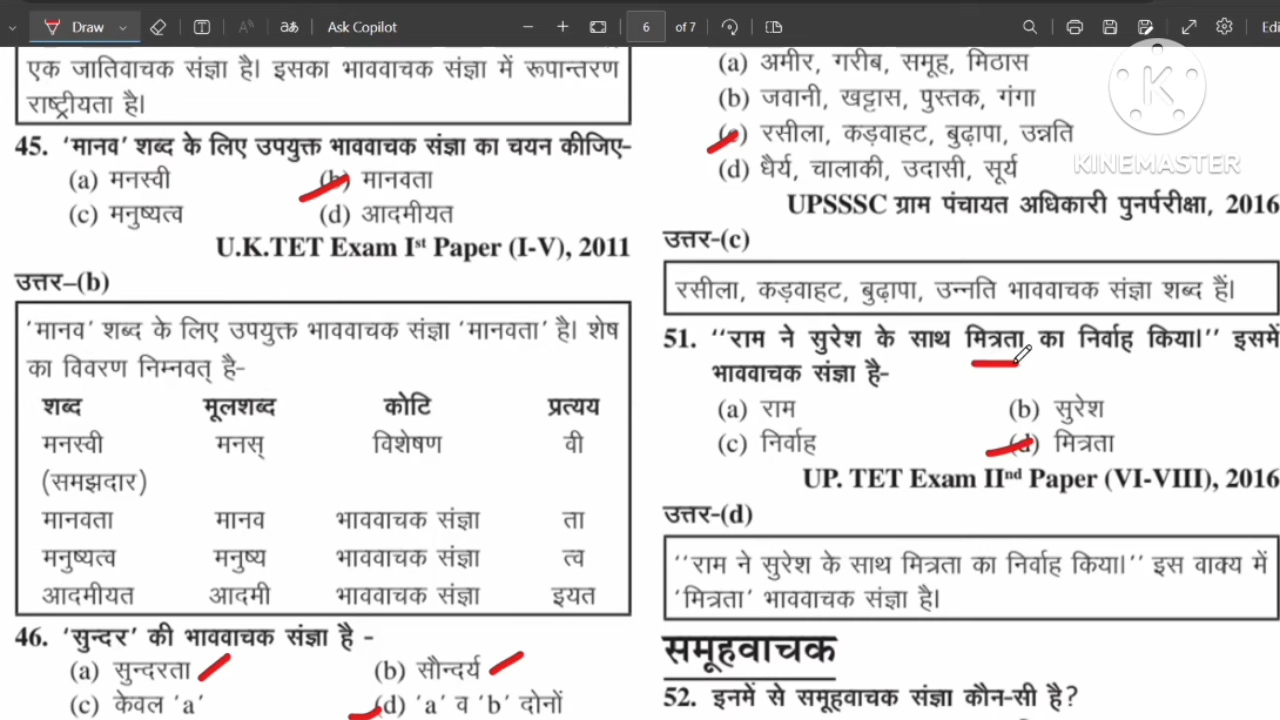 Draw
Ask Copilot
6 of 7
Edi
एक जातिवाचक संज्ञा है। इसका भाववाचक संज्ञा में रूपान्तरण
राष्ट्रीयता है।
45. 'मानव' शब्द के लिए उपयुक्त भाववाचक संज्ञा का चयन कीजिए-
(a) मनस्वी (b) मानवता
(c) मनुष्यत्व (d) आदमीयत
U.K.TET Exam Ist Paper (I-V), 2011
उत्तर–(b)
'मानव' शब्द के लिए उपयुक्त भाववाचक संज्ञा 'मानवता' है। शेष
का विवरण निम्नवत् है-
शब्द मूलशब्द कोटि प्रत्यय
मनस्वी मनस् विशेषण वी
(समझदार)
मानवता मानव भाववाचक संज्ञा ता
मनुष्यत्व मनुष्य भाववाचक संज्ञा त्व
आदमीयत आदमी भाववाचक संज्ञा इयत
46. 'सुन्दर' की भाववाचक संज्ञा है -
(a) सुन्दरता (b) सौन्दर्य
(c) केवल 'a' (d) 'a' व 'b' दोनों
(a) अमीर, गरीब, समूह, मिठास
(b) जवानी, खट्टास, पुस्तक, गंगा
(c) रसीला, कड़वाहट, बुढ़ापा, उन्नति
(d) धैर्य, चालाकी, उदासी, सूर्य
UPSSSC ग्राम पंचायत अधिकारी पुनर्परीक्षा, 2016
उत्तर-(c)
रसीला, कड़वाहट, बुढ़ापा, उन्नति भाववाचक संज्ञा शब्द हैं।
51. ''राम ने सुरेश के साथ मित्रता का निर्वाह किया।'' इसमें
भाववाचक संज्ञा है-
(a) राम (b) सुरेश
(c) निर्वाह (d) मित्रता
UP. TET Exam IInd Paper (VI-VIII), 2016
उत्तर-(d)
''राम ने सुरेश के साथ मित्रता का निर्वाह किया।'' इस वाक्य में
'मित्रता' भाववाचक संज्ञा है।
समूहवाचक
52. इनमें से समूहवाचक संज्ञा कौन-सी है?
K
KINEMASTER